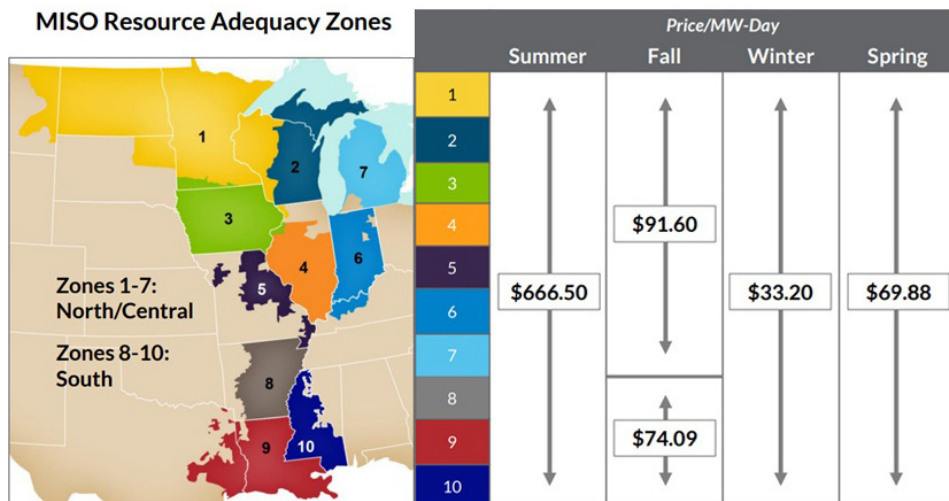 MISO Resource Adequacy Zones
1
2
7
3
4
6
5
8
9
10
Zones 1-7:
North/Central
Zones 8-10:
South
Price/MW-Day
Summer Fall Winter Spring
1
2
3
4
5
6
7
8
9
10
$91.60
$666.50 $33.20 $69.88
$74.09